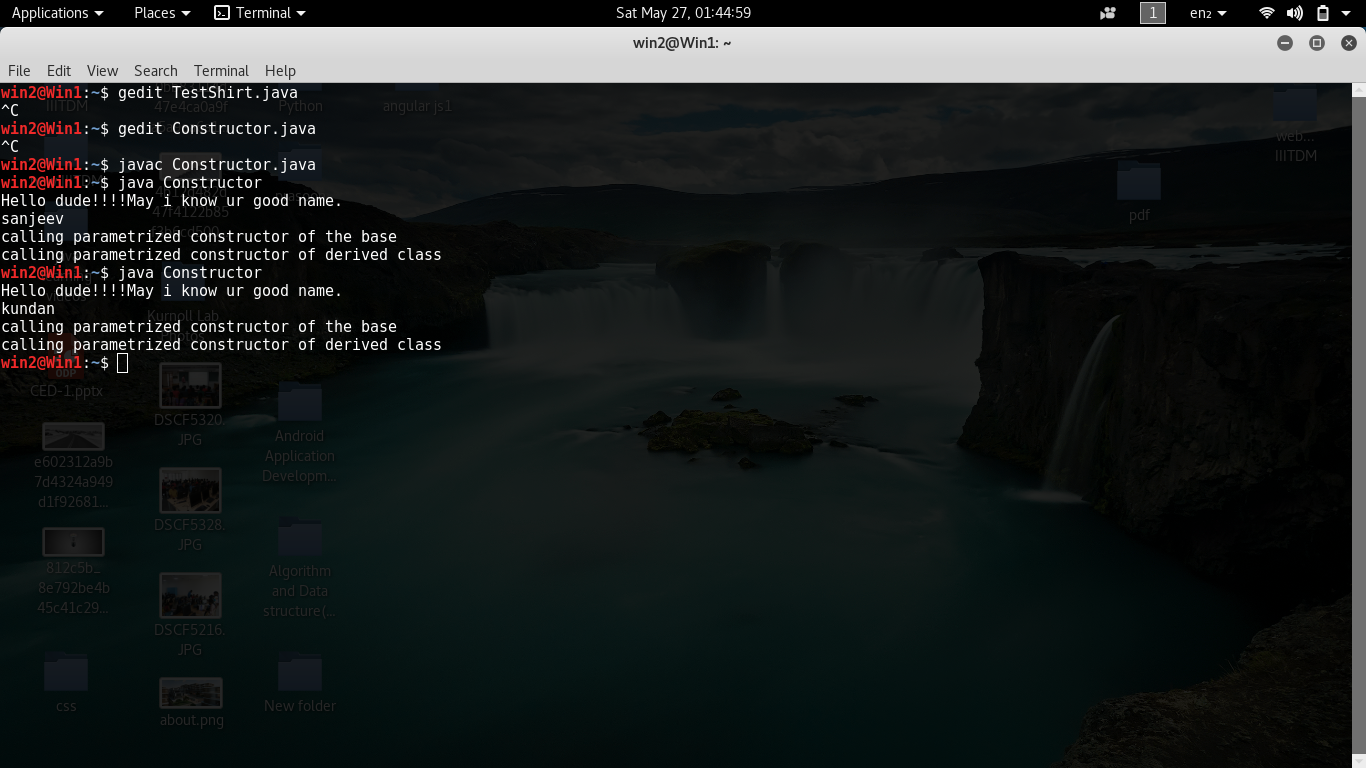 Applications Places Terminal Sat May 27, 01:44:59 1 en₂
win2@Win1: ~
File Edit View Search Terminal Help
win2@Win1:~$ gedit TestShirt.java
^C
win2@Win1:~$ gedit Constructor.java
^C
win2@Win1:~$ javac Constructor.java
win2@Win1:~$ java Constructor
Hello dude!!!!May i know ur good name.
sanjeev
calling parametrized constructor of the base
calling parametrized constructor of derived class
win2@Win1:~$ java Constructor
Hello dude!!!!May i know ur good name.
kundan
calling parametrized constructor of the base
calling parametrized constructor of derived class
win2@Win1:~$
IIITDM
47e4ca0a9f
Python
angular js1
web...
IIITDM
pdf
47f4122b85
Kurnoll Lab
CED-1.pptx
DSCF5320.
JPG
Android
Application
Developm...
e602312a9b
7d4324a949
d1f92681...
DSCF5328.
JPG
812c5b_
8e792be4b
45c41c29...
Algorithm
and Data
structure(...
DSCF5216.
JPG
css
about.png
New folder